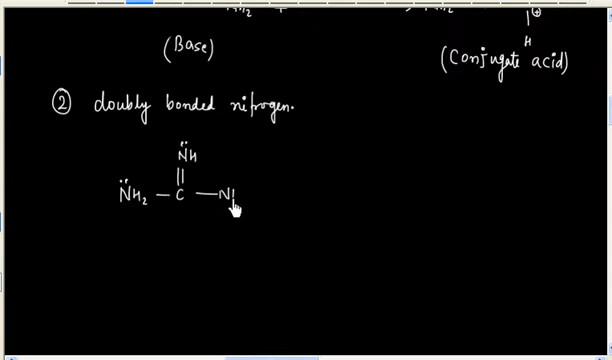 (Base)
(Conjugate acid)
② doubly bonded nitrogen.
N̈H
||
N̈H₂ — C — N